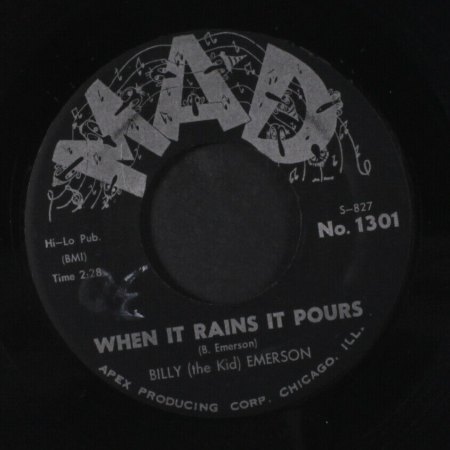 MAD
S-827
No. 1301
Hi-Lo Pub.
(BMI)
Time 2:28
WHEN IT RAINS IT POURS
(B. Emerson)
BILLY (the Kid) EMERSON
APEX PRODUCING CORP. CHICAGO, ILL.